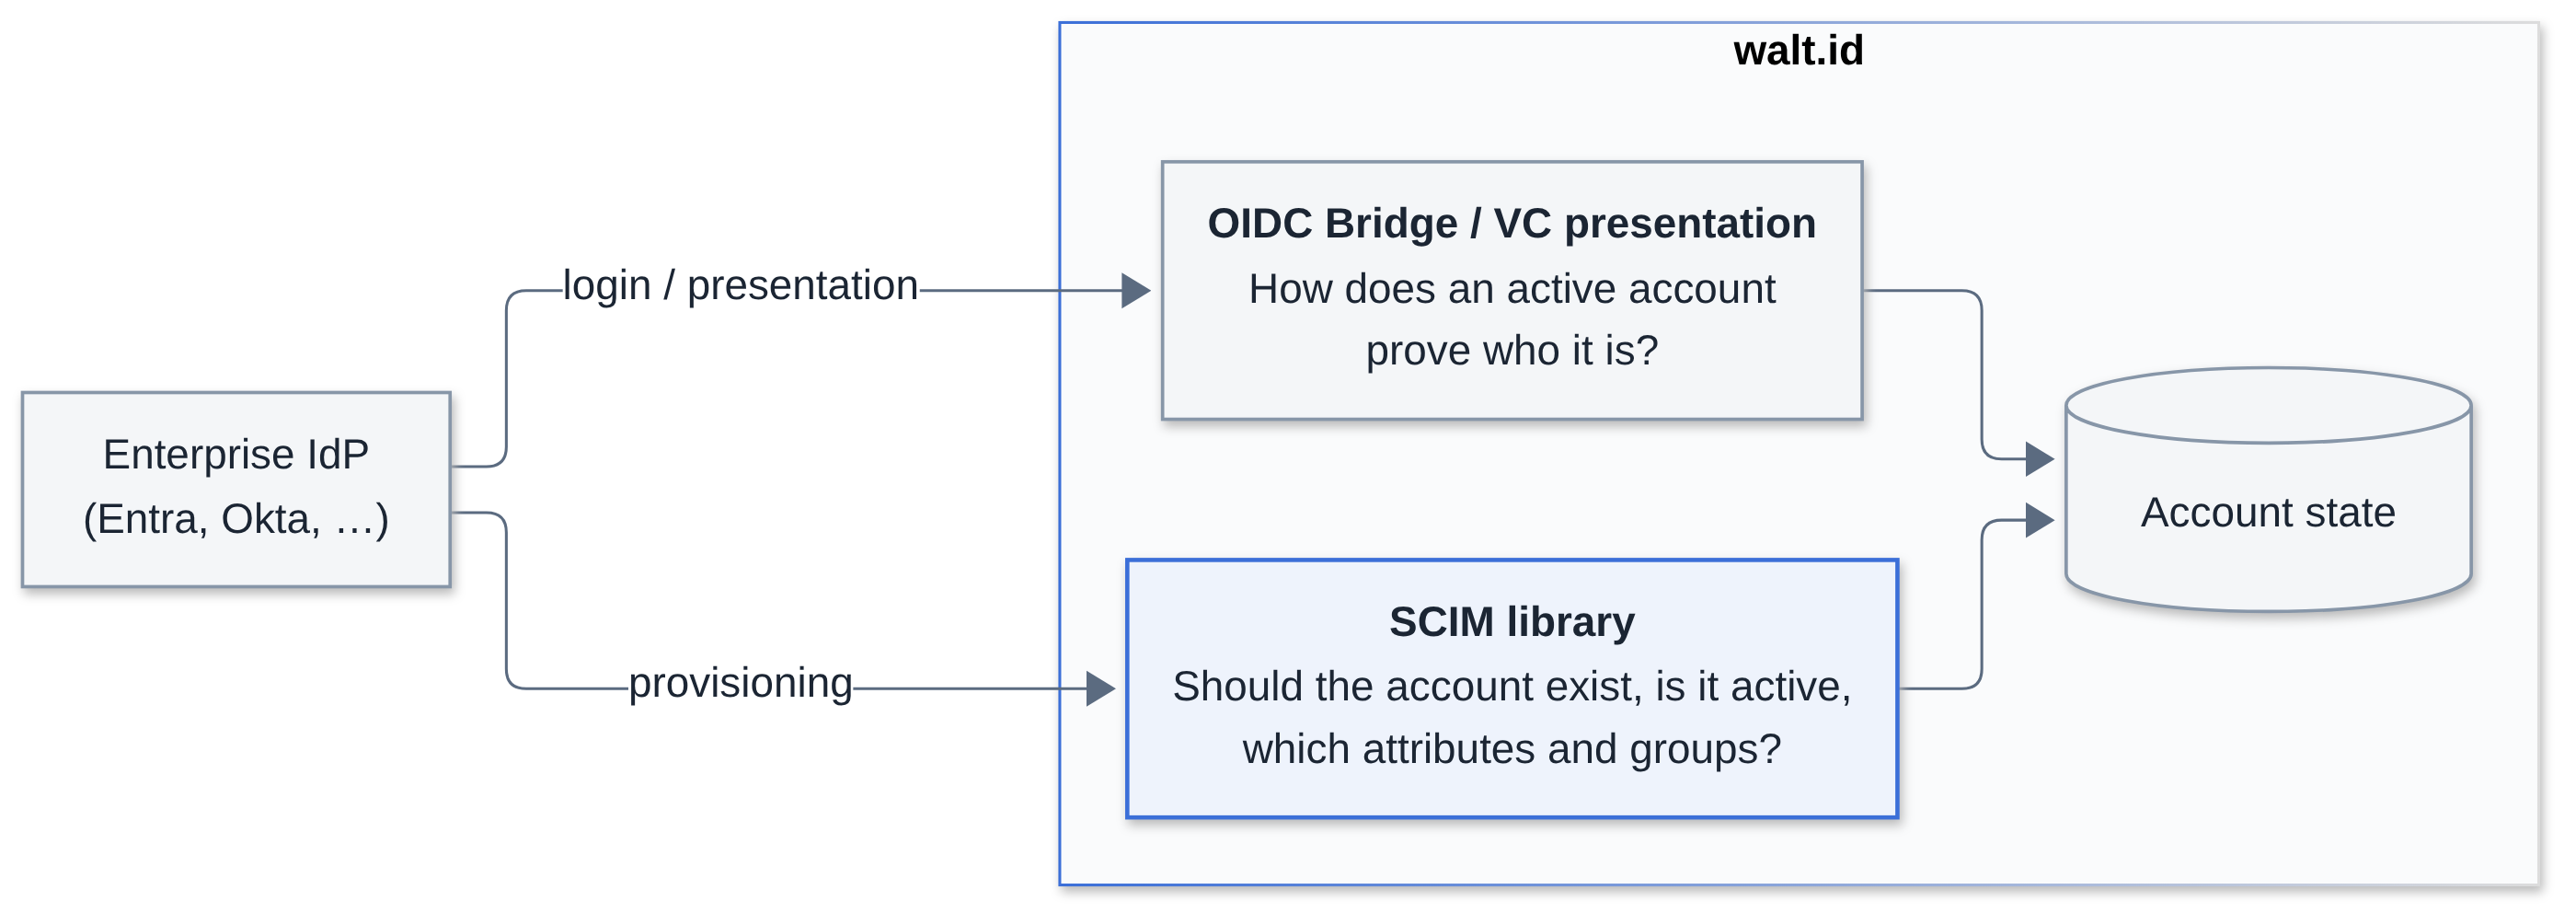 walt.id
OIDC Bridge / VC presentation
How does an active account
prove who it is?
login / presentation
Enterprise IdP
(Entra, Okta, …)
Account state
provisioning
SCIM library
Should the account exist, is it active,
which attributes and groups?